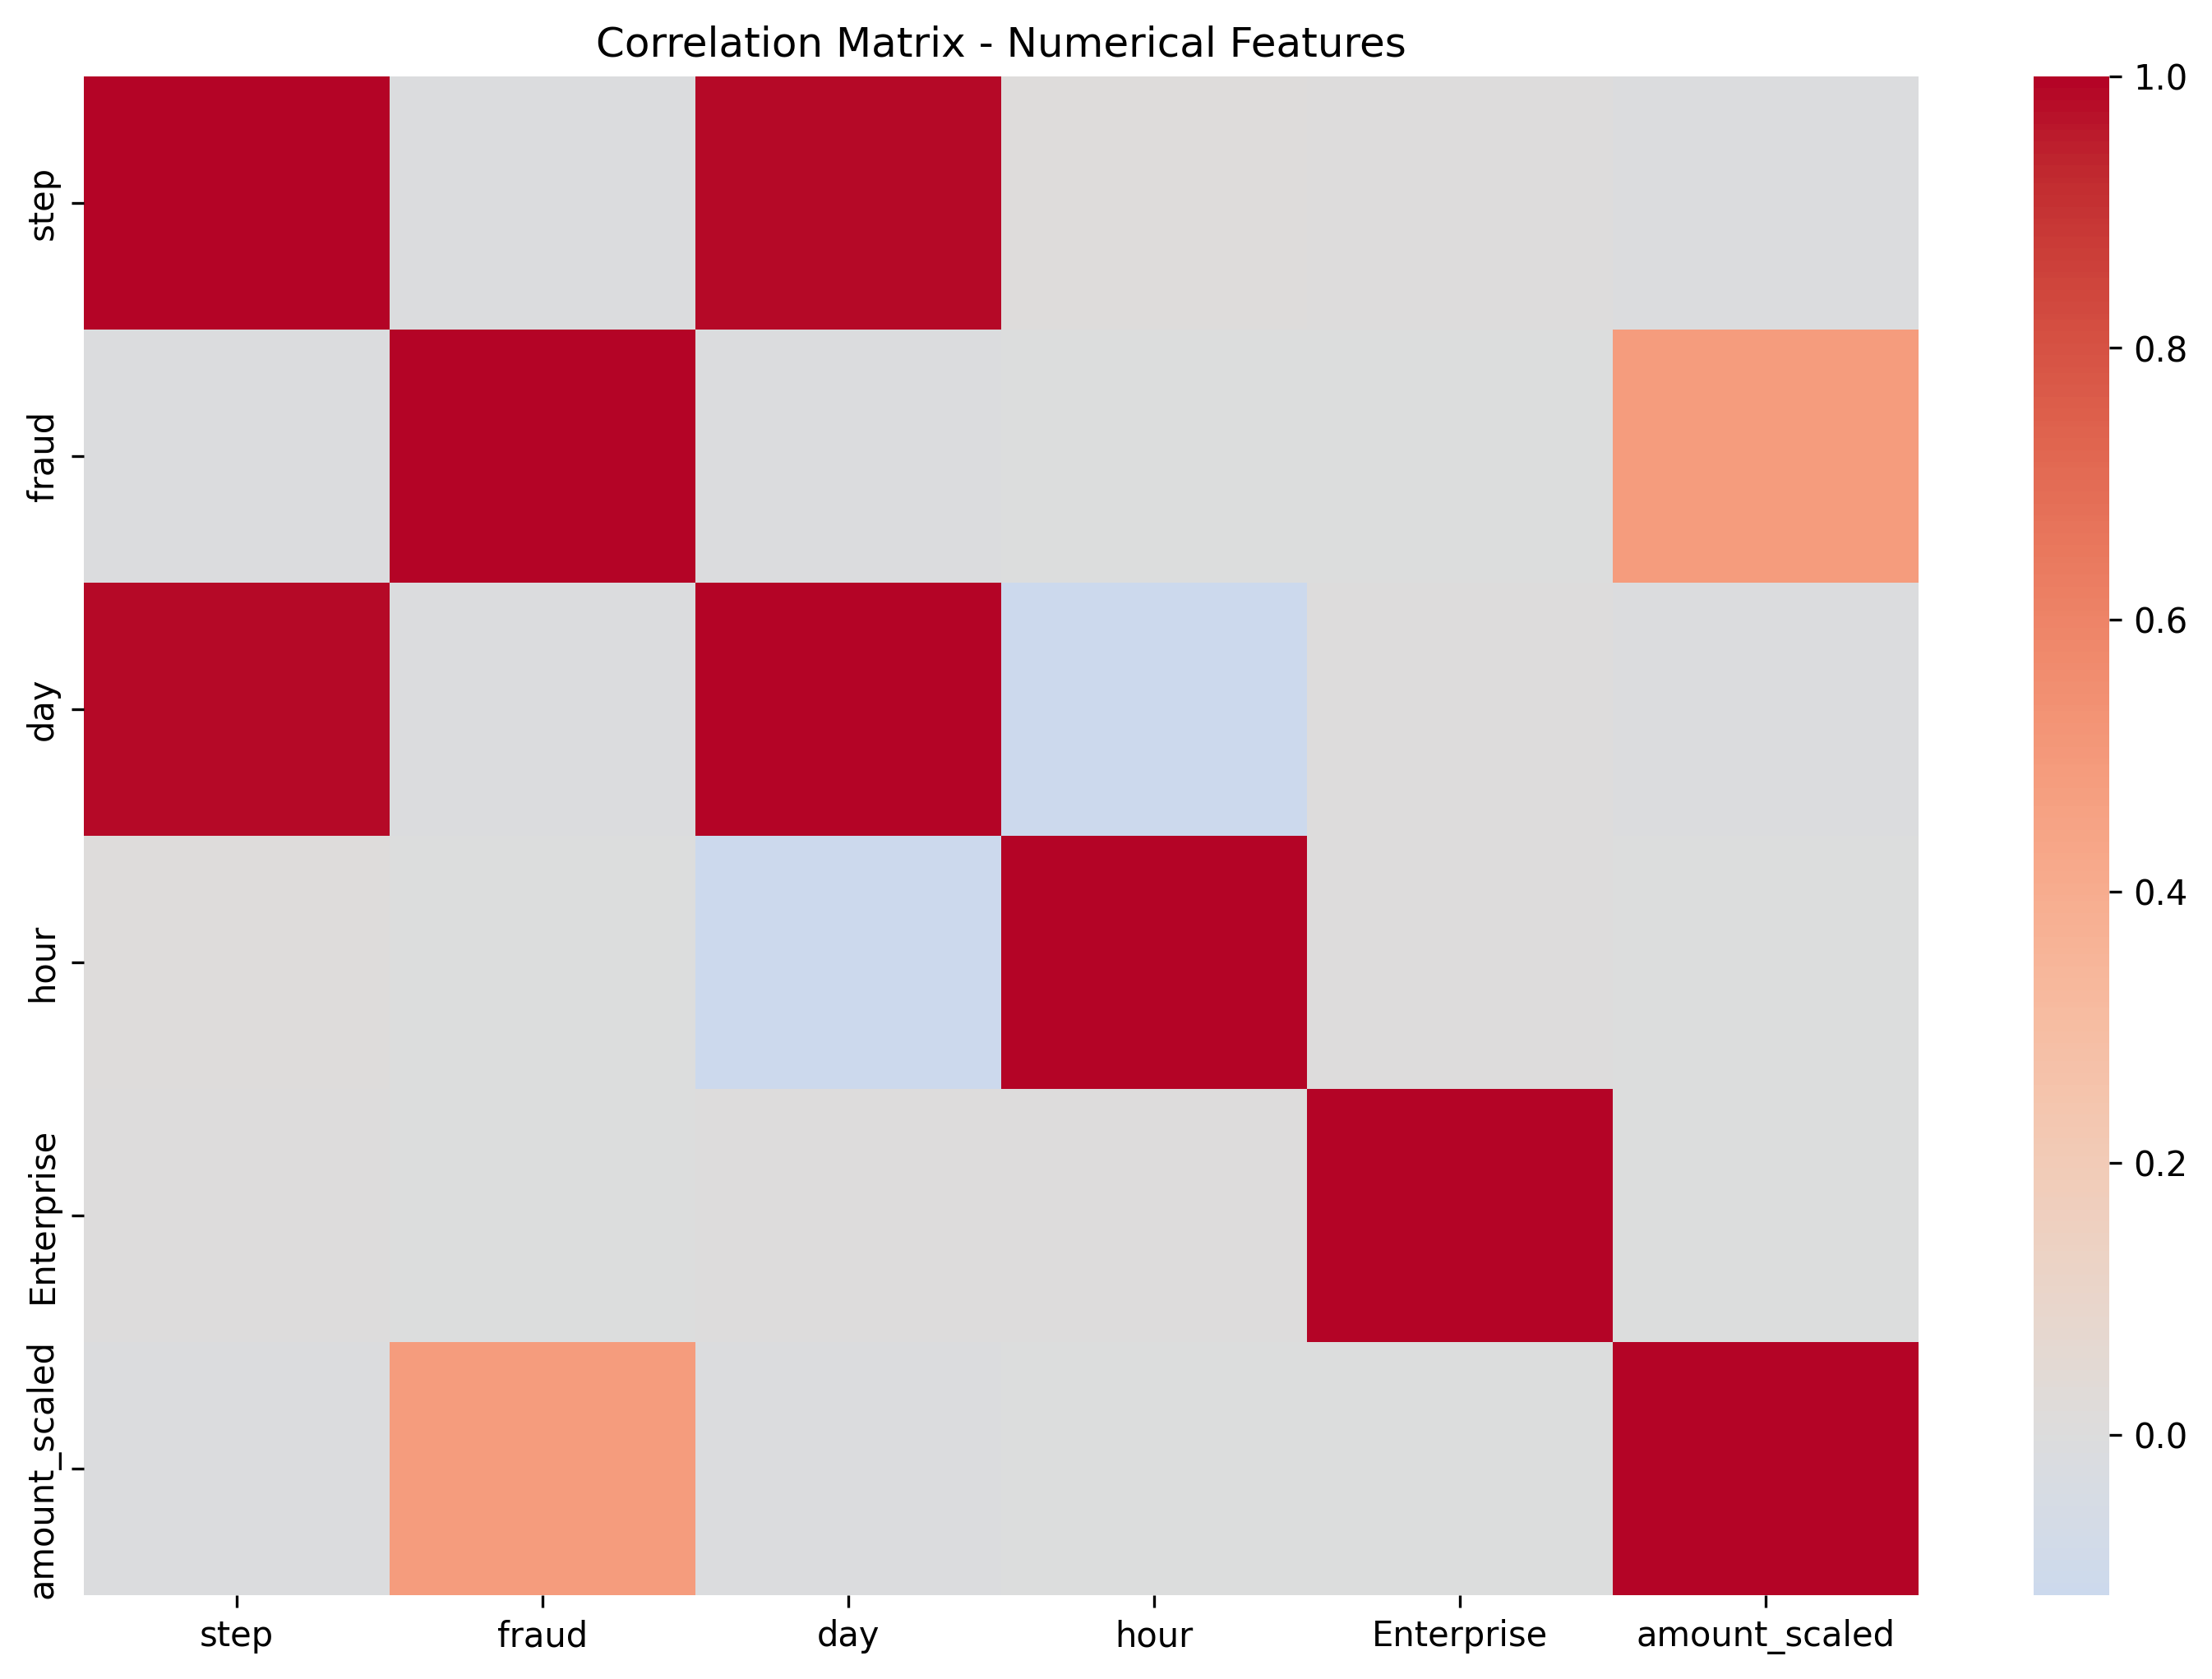 Correlation Matrix - Numerical Features
step
fraud
day
hour
Enterprise
amount_scaled
step
fraud
day
hour
Enterprise
amount_scaled
1.0
0.8
0.6
0.4
0.2
0.0